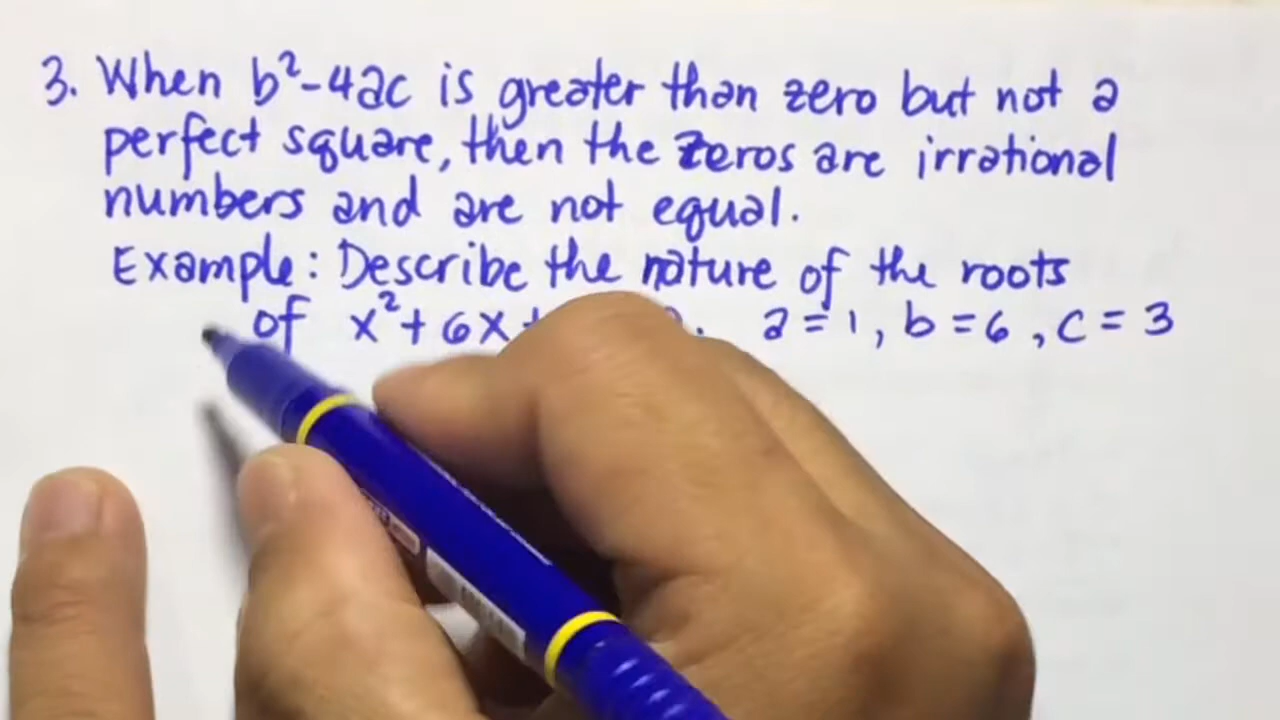 3. When b²-4ac is greater than zero but not a
perfect square, then the zeros are irrational
numbers and are not equal.
Example: Describe the nature of the roots
of x²+6x+ a=1, b=6, c=3